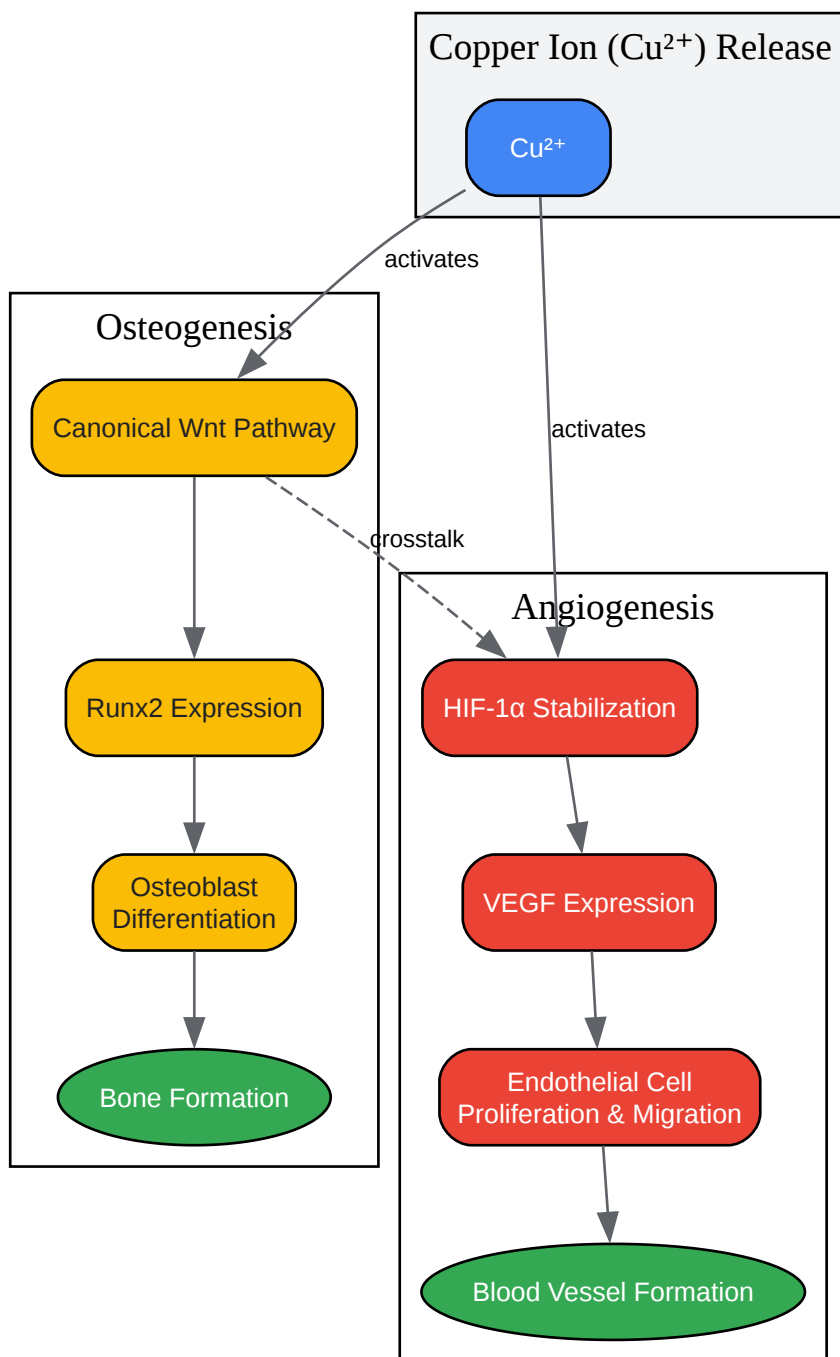 Copper Ion (Cu²⁺) Release
Cu²⁺
activates
Osteogenesis
Canonical Wnt Pathway
activates
crosstalk
Angiogenesis
Runx2 Expression
HIF-1α Stabilization
Osteoblast
Differentiation
VEGF Expression
Bone Formation
Endothelial Cell
Proliferation & Migration
Blood Vessel Formation